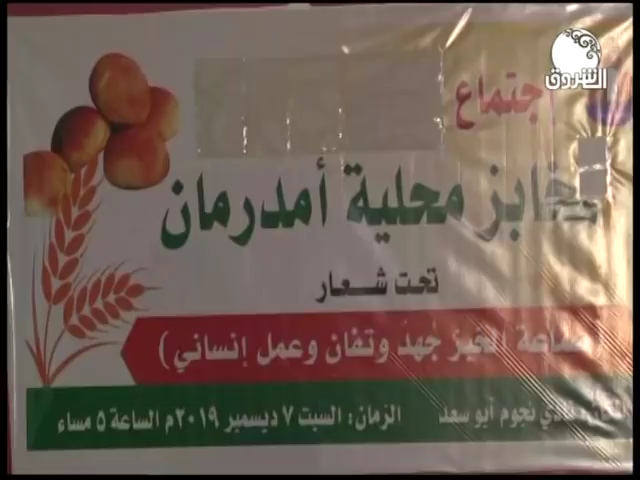 الشروق
اجتماع
مخابز محلية أمدرمان
تحت شعار
صناعة الخبز جهد وتفان وعمل إنساني )
المكان: نادي نجوم أبو سعد الزمان: السبت ٧ ديسمبر ٢٠١٩م الساعة ٥ مساء